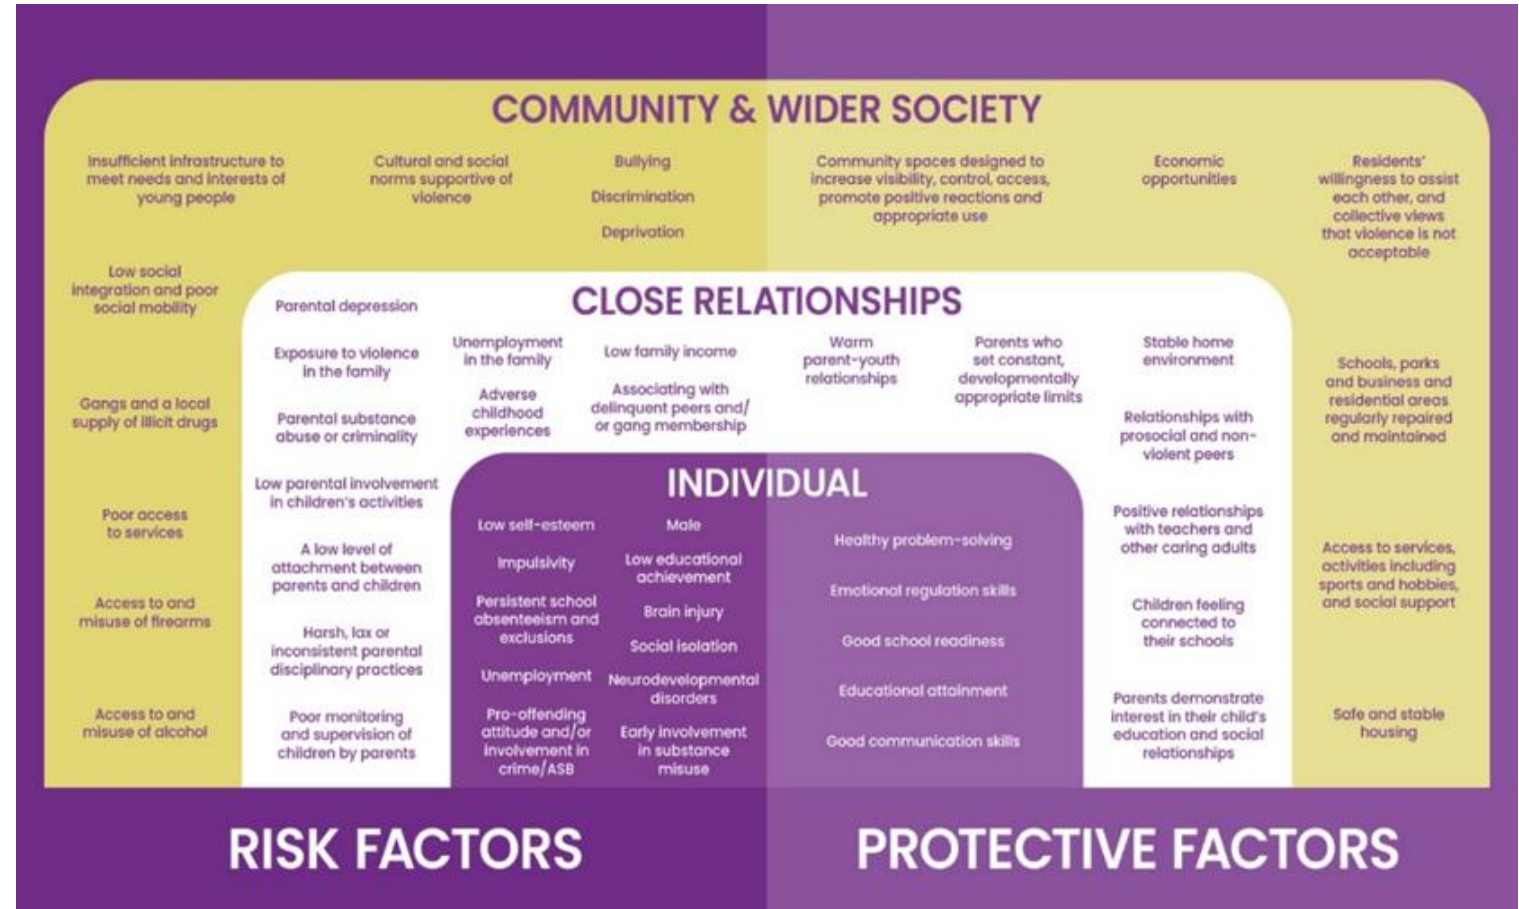 COMMUNITY & WIDER SOCIETY
Insufficient infrastructure to
meet needs and interests of
young people
Cultural and social
norms supportive of
violence
Bullying
Discrimination
Deprivation
Community spaces designed to
increase visibility, control, access,
promote positive reactions and
appropriate use
Economic
opportunities
Residents'
willingness to assist
each other, and
collective views
that violence is not
acceptable
Low social
integration and poor
social mobility
Gangs and a local
supply of illicit drugs
Poor access
to services
Access to and
misuse of firearms
Access to and
misuse of alcohol
Schools, parks
and business and
residential areas
regularly repaired
and maintained
Access to services,
activities including
sports and hobbies,
and social support
Safe and stable
housing
CLOSE RELATIONSHIPS
Parental depression
Exposure to violence
in the family
Parental substance
abuse or criminality
Low parental involvement
in children's activities
A low level of
attachment between
parents and children
Harsh, lax or
inconsistent parental
disciplinary practices
Poor monitoring
and supervision of
children by parents
Unemployment
in the family
Adverse
childhood
experiences
Low family income
Associating with
delinquent peers and/
or gang membership
Warm
parent-youth
relationships
Parents who
set constant,
developmentally
appropriate limits
Stable home
environment
Relationships with
prosocial and non-
violent peers
Positive relationships
with teachers and
other caring adults
Children feeling
connected to
their schools
Parents demonstrate
interest in their child's
education and social
relationships
INDIVIDUAL
Low self-esteem
Impulsivity
Persistent school
absenteeism and
exclusions
Unemployment
Pro-offending
attitude and/or
involvement in
crime/ASB
Male
Low educational
achievement
Brain injury
Social isolation
Neurodevelopmental
disorders
Early involvement
in substance
misuse
Healthy problem-solving
Emotional regulation skills
Good school readiness
Educational attainment
Good communication skills
RISK FACTORS
PROTECTIVE FACTORS